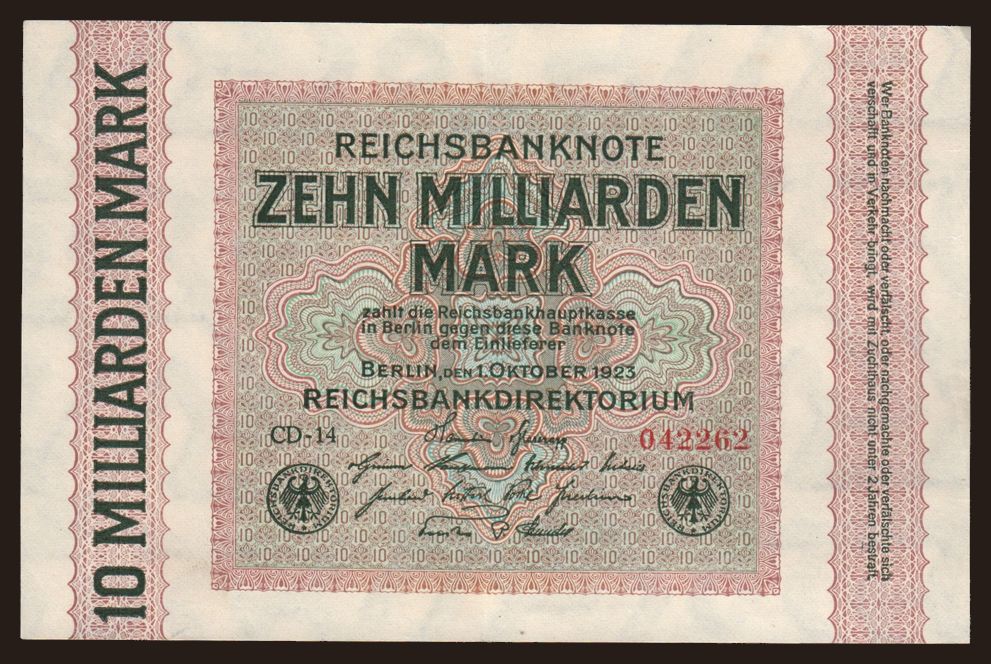 10 MILLIARDEN MARK
REICHSBANKNOTE
ZEHN MILLIARDEN
MARK
zahlt die Reichsbankhauptkasse
in Berlin gegen diese Banknote
dem Einlieferer
BERLIN, DEN 1. OKTOBER 1923
REICHSBANKDIREKTORIUM
CD-14
042262
REICHSBANKDIREKTORIUM
REICHSBANKDIREKTORIUM
Wer Banknoten nachmacht oder verfälscht, oder nachgemachte oder verfälschte sich
verschafft und in Verkehr bringt, wird mit Zuchthaus nicht unter 2 Jahren bestraft.